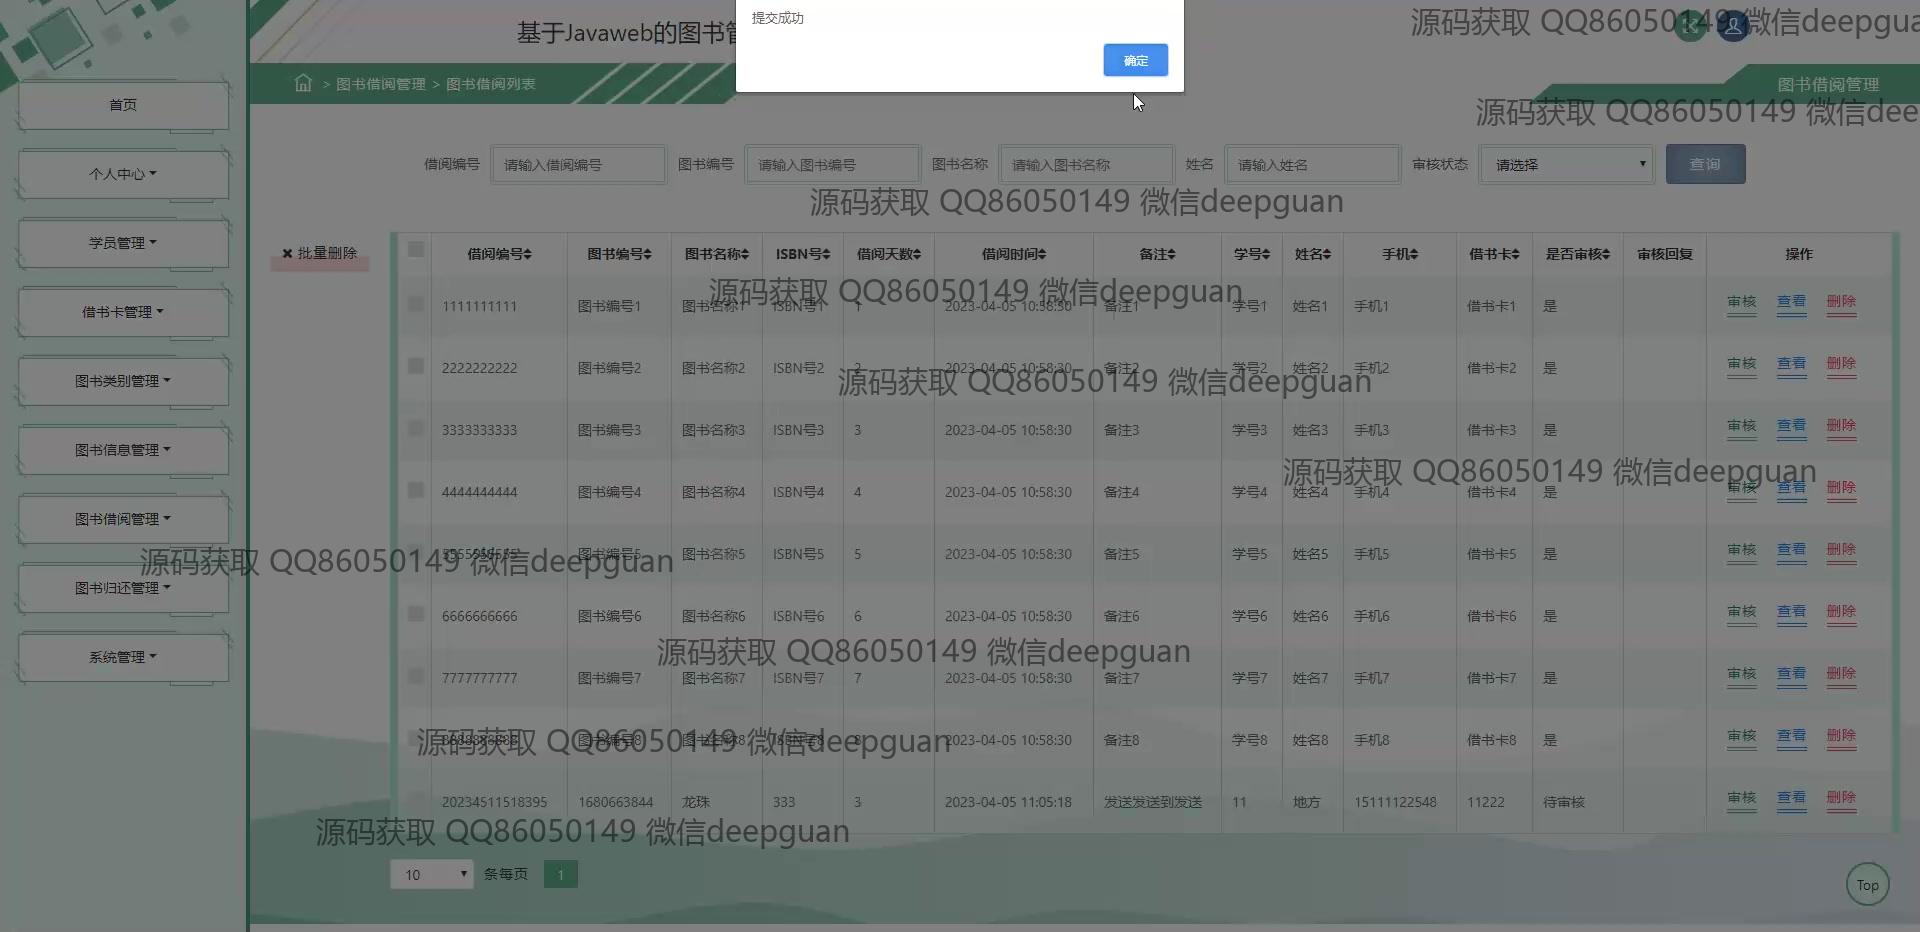 提交成功
确定
基于Javaweb的图书管
源码获取 QQ86050149 微信deepgua
> 图书借阅管理 > 图书借阅列表
图书借阅管理
源码获取 QQ86050149 微信dee
首页
个人中心
学员管理
借书卡管理
图书类别管理
图书信息管理
图书借阅管理
图书归还管理
系统管理
借阅编号 请输入借阅编号 图书编号 请输入图书编号 图书名称 请输入图书名称 姓名 请输入姓名 审核状态 请选择 查询
源码获取 QQ86050149 微信deepguan
批量删除
借阅编号 图书编号 图书名称 ISBN号 借阅天数 借阅时间 备注 学号 姓名 手机 借书卡 是否审核 审核回复 操作
源码获取 QQ86050149 微信deepguan
1111111111 图书编号1 图书名称1 ISBN号1 1 2023-04-05 10:58:30 备注1 学号1 姓名1 手机1 借书卡1 是 审核 查看 删除
2222222222 图书编号2 图书名称2 ISBN号2 2 2023-04-05 10:58:30 备注2 学号2 姓名2 手机2 借书卡2 是 审核 查看 删除
源码获取 QQ86050149 微信deepguan
3333333333 图书编号3 图书名称3 ISBN号3 3 2023-04-05 10:58:30 备注3 学号3 姓名3 手机3 借书卡3 是 审核 查看 删除
源码获取 QQ86050149 微信deepguan
4444444444 图书编号4 图书名称4 ISBN号4 4 2023-04-05 10:58:30 备注4 学号4 姓名4 手机4 借书卡4 是 审核 查看 删除
5555555555 图书编号5 图书名称5 ISBN号5 5 2023-04-05 10:58:30 备注5 学号5 姓名5 手机5 借书卡5 是 审核 查看 删除
源码获取 QQ86050149 微信deepguan
6666666666 图书编号6 图书名称6 ISBN号6 6 2023-04-05 10:58:30 备注6 学号6 姓名6 手机6 借书卡6 是 审核 查看 删除
源码获取 QQ86050149 微信deepguan
7777777777 图书编号7 图书名称7 ISBN号7 7 2023-04-05 10:58:30 备注7 学号7 姓名7 手机7 借书卡7 是 审核 查看 删除
源码获取 QQ86050149 微信deepguan
8888888888 图书编号8 图书名称8 ISBN号8 8 2023-04-05 10:58:30 备注8 学号8 姓名8 手机8 借书卡8 是 审核 查看 删除
20234511518395 1680663844 龙珠 333 3 2023-04-05 11:05:18 发送发送到发送 11 地方 15111122548 11222 待审核 审核 查看 删除
源码获取 QQ86050149 微信deepguan
10 条每页 1
Top